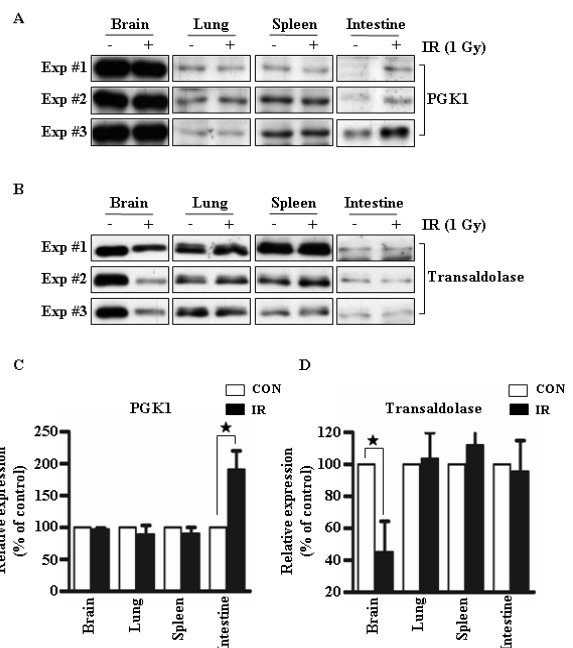 A
Brain Lung Spleen Intestine
- + - + - + - + IR (1 Gy)
Exp #1
Exp #2
Exp #3
PGK1
B
Brain Lung Spleen Intestine
- + - + - + - + IR (1 Gy)
Exp #1
Exp #2
Exp #3
Transaldolase
C
PGK1
CON
IR
Relative expression
(% of control)
250
200
150
100
50
0
Brain
Lung
Spleen
Intestine
D
Transaldolase
CON
IR
Relative expression
(% of control)
120
100
80
60
40
20
Brain
Lung
Spleen
Intestine